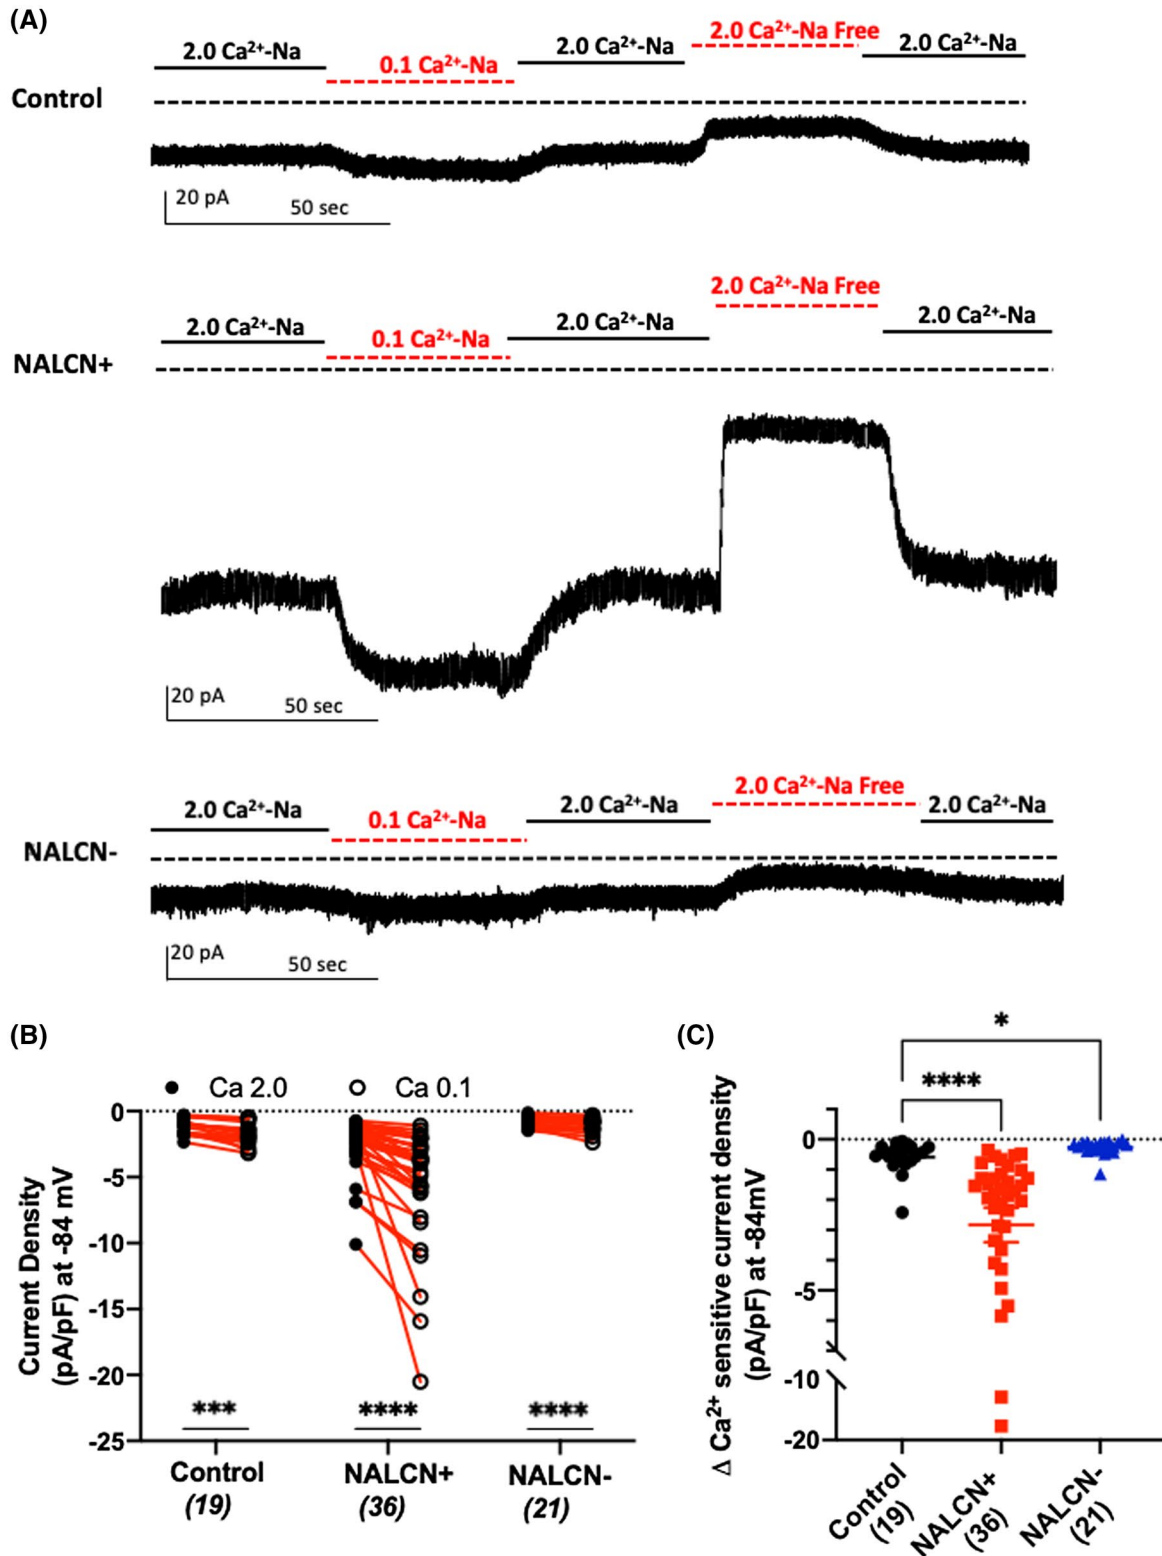 (A)
2.0 Ca²⁺-Na
0.1 Ca²⁺-Na
2.0 Ca²⁺-Na
2.0 Ca²⁺-Na Free
2.0 Ca²⁺-Na
Control
20 pA
50 sec
2.0 Ca²⁺-Na
0.1 Ca²⁺-Na
2.0 Ca²⁺-Na
2.0 Ca²⁺-Na Free
2.0 Ca²⁺-Na
NALCN+
20 pA
50 sec
2.0 Ca²⁺-Na
0.1 Ca²⁺-Na
2.0 Ca²⁺-Na
2.0 Ca²⁺-Na Free
2.0 Ca²⁺-Na
NALCN-
20 pA
50 sec
(B)
Ca 2.0
Ca 0.1
Current Density
(pA/pF) at -84 mV
0
-5
-10
-15
-20
-25
***
****
****
Control
(19)
NALCN+
(36)
NALCN-
(21)
(C)
*
****
Δ Ca²⁺ sensitive current density
(pA/pF) at -84mV
0
-5
-10
-20
Control
(19)
NALCN+
(36)
NALCN-
(21)